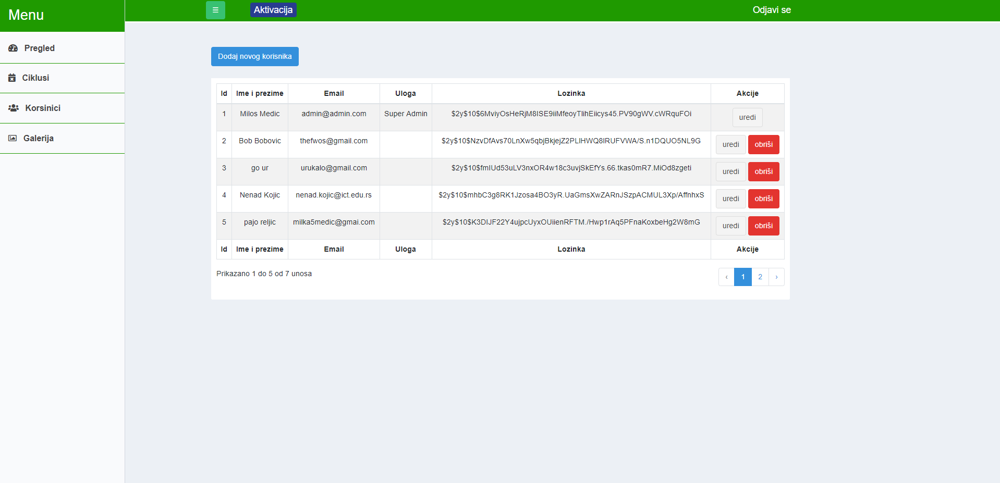 Menu
☰ Aktivacija Odjavi se
Pregled
Ciklusi
Korsinici
Galerija
Dodaj novog korisnika
Id Ime i prezime Email Uloga Lozinka Akcije
1 Milos Medic admin@admin.com Super Admin $2y$10$6MviyOsHeRjM8ISE9iiMfeoyTlihEiicys45.PV90gWV.cWRquFOi uredi
2 Bob Bobovic thefwos@gmail.com $2y$10$NzvDfAvs70LnXw5qbjBkjejZ2PLIHWQ8IRUFVWA/S.n1DQUO5NL9G uredi obriši
3 go ur urukalo@gmail.com $2y$10$fmIUd53uLV3nxOR4w18c3uvjSkEfYs.66.tkas0mR7.MiOd8zgeti uredi obriši
4 Nenad Kojic nenad.kojic@ict.edu.rs $2y$10$mhbC3g8RK1Jzosa4BO3yR.UaGmsXwZARnJSzpACMUL3Xp/AffnhxS uredi obriši
5 pajo reljic milka5medic@gmai.com $2y$10$K3DIJF22Y4ujpcUyxOUiienRFTM./Hwp1rAq5PFnaKoxbeHg2W8mG uredi obriši
Id Ime i prezime Email Uloga Lozinka Akcije
Prikazano 1 do 5 od 7 unosa ‹ 1 2 ›